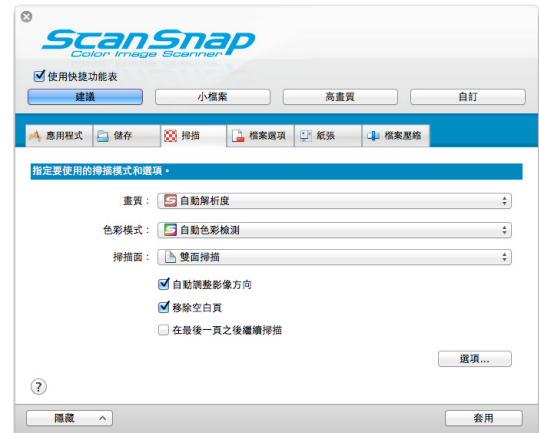 ScanSnap
Color Image Scanner
使用快捷功能表
建議 小檔案 高畫質 自訂
應用程式 儲存 掃描 檔案選項 紙張 檔案壓縮
指定要使用的掃描模式和選項。
畫質： 自動解析度
色彩模式： 自動色彩檢測
掃描面： 雙面掃描
自動調整影像方向
移除空白頁
在最後一頁之後繼續掃描
選項...
?
隱藏 套用